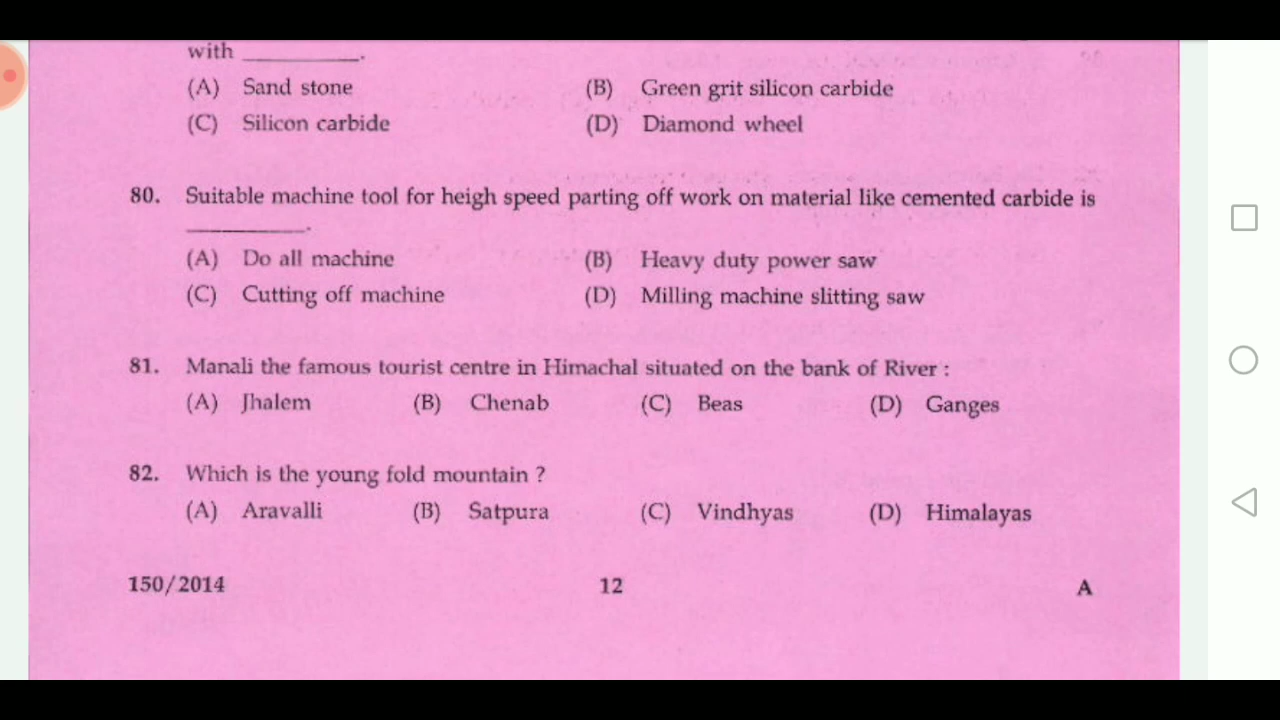 with ________.
(A) Sand stone (B) Green grit silicon carbide
(C) Silicon carbide (D) Diamond wheel
80. Suitable machine tool for heigh speed parting off work on material like cemented carbide is
________.
(A) Do all machine (B) Heavy duty power saw
(C) Cutting off machine (D) Milling machine slitting saw
81. Manali the famous tourist centre in Himachal situated on the bank of River :
(A) Jhalem (B) Chenab (C) Beas (D) Ganges
82. Which is the young fold mountain ?
(A) Aravalli (B) Satpura (C) Vindhyas (D) Himalayas
150/2014 12 A